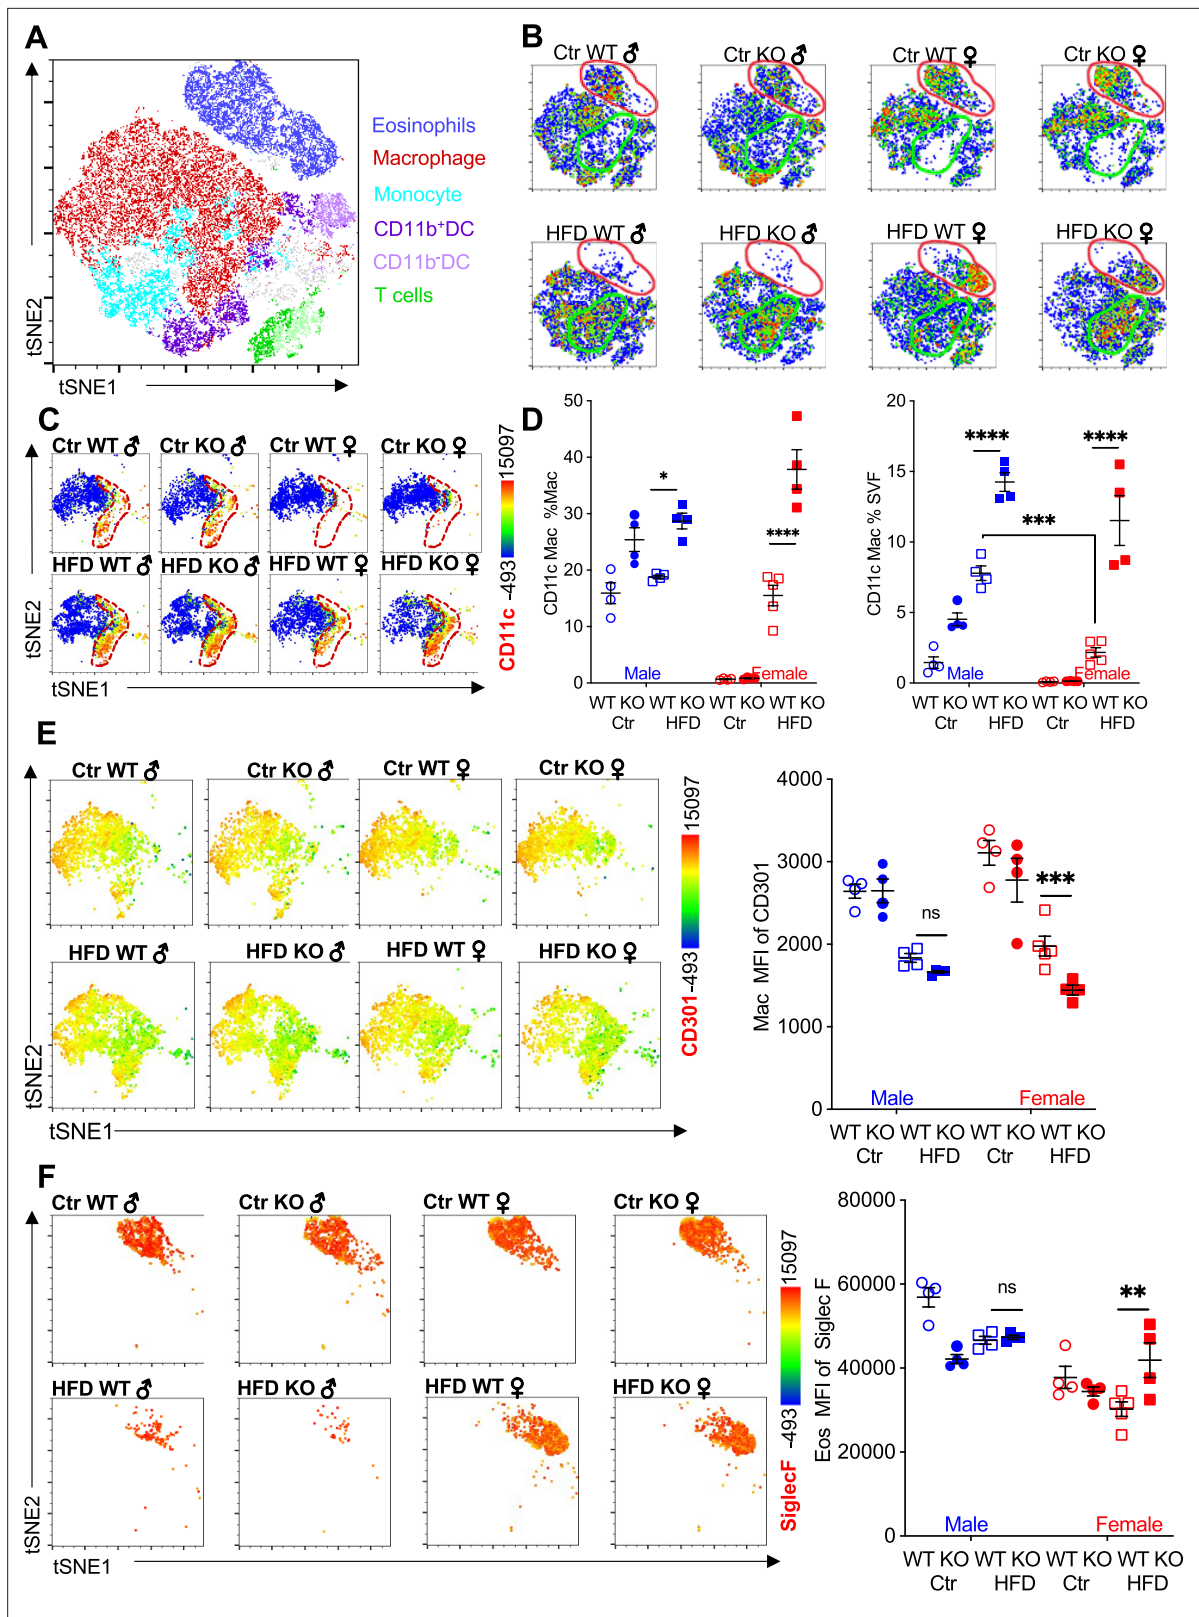 A
tSNE2
tSNE1
Eosinophils
Macrophage
Monocyte
CD11b⁺DC
CD11b⁻DC
T cells
B
Ctr WT ♂
Ctr KO ♂
Ctr WT ♀
Ctr KO ♀
HFD WT ♂
HFD KO ♂
HFD WT ♀
HFD KO ♀
C
Ctr WT ♂
Ctr KO ♂
Ctr WT ♀
Ctr KO ♀
HFD WT ♂
HFD KO ♂
HFD WT ♀
HFD KO ♀
tSNE2
tSNE1
CD11c -493 15097
D
CD11c Mac %Mac
50
40
30
20
10
0
*
****
Male
Female
WT KO WT KO WT KO WT KO
Ctr HFD Ctr HFD
CD11c Mac % SVF
20
15
10
5
0
****
***
****
Male
Female
WT KO WT KO WT KO WT KO
Ctr HFD Ctr HFD
E
Ctr WT ♂
Ctr KO ♂
Ctr WT ♀
Ctr KO ♀
HFD WT ♂
HFD KO ♂
HFD WT ♀
HFD KO ♀
tSNE2
tSNE1
CD301 -493 15097
Mac MFI of CD301
4000
3000
2000
1000
0
ns
***
Male
Female
WT KO WT KO WT KO WT KO
Ctr HFD Ctr HFD
F
Ctr WT ♂
Ctr KO ♂
Ctr WT ♀
Ctr KO ♀
HFD WT ♂
HFD KO ♂
HFD WT ♀
HFD KO ♀
tSNE2
tSNE1
SiglecF -493 15097
Eos MFI of Siglec F
80000
60000
40000
20000
0
ns
**
Male
Female
WT KO WT KO WT KO WT KO
Ctr HFD Ctr HFD